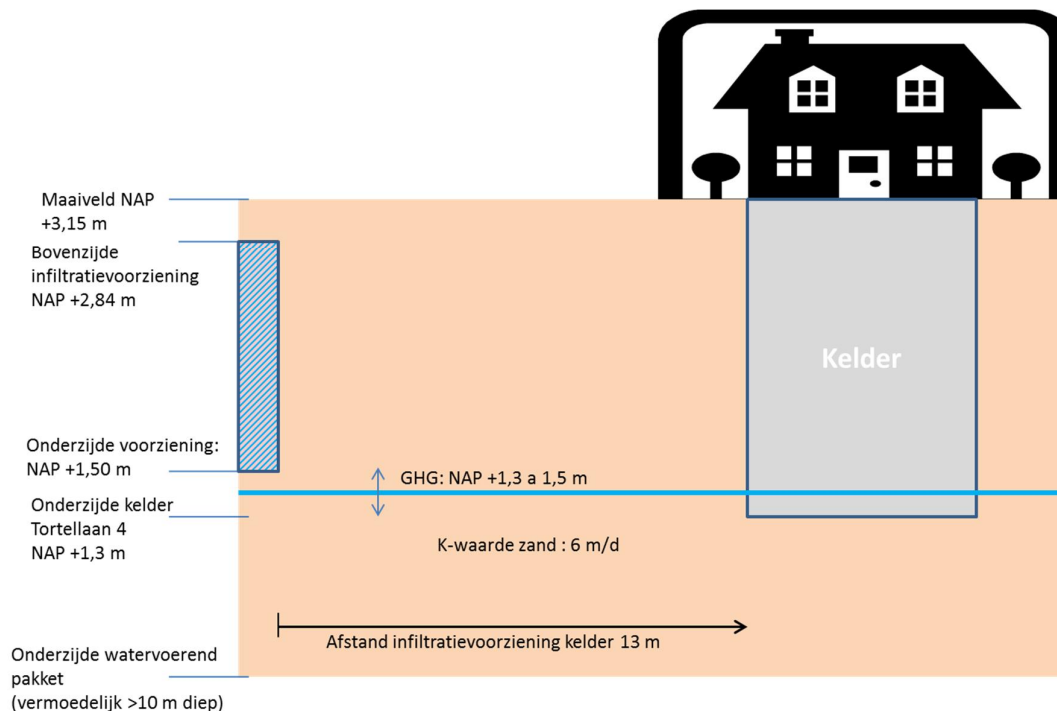 Maaiveld NAP
+3,15 m
Bovenzijde
infiltratievoorziening
NAP +2,84 m
Kelder
Onderzijde voorziening:
NAP +1,50 m
GHG: NAP +1,3 a 1,5 m
Onderzijde kelder
Tortellaan 4
NAP +1,3 m
K-waarde zand : 6 m/d
Afstand infiltratievoorziening kelder 13 m
Onderzijde watervoerend
pakket
(vermoedelijk >10 m diep)